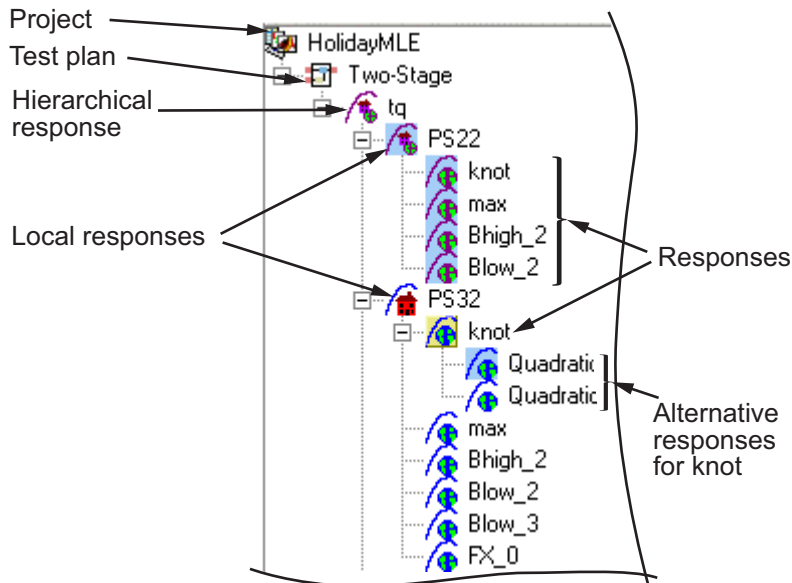 Project
HolidayMLE
Test plan
Two-Stage
Hierarchical
response
tq
PS22
knot
max
Bhigh_2
Blow_2
Local responses
Responses
PS32
knot
Quadratic
Quadratic
Alternative
responses
for knot
max
Bhigh_2
Blow_2
Blow_3
FX_0